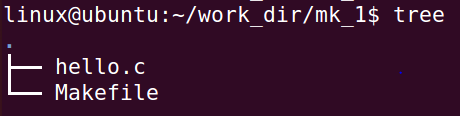 linux@ubuntu:~/work_dir/mk_1$ tree
.
├── hello.c
└── Makefile